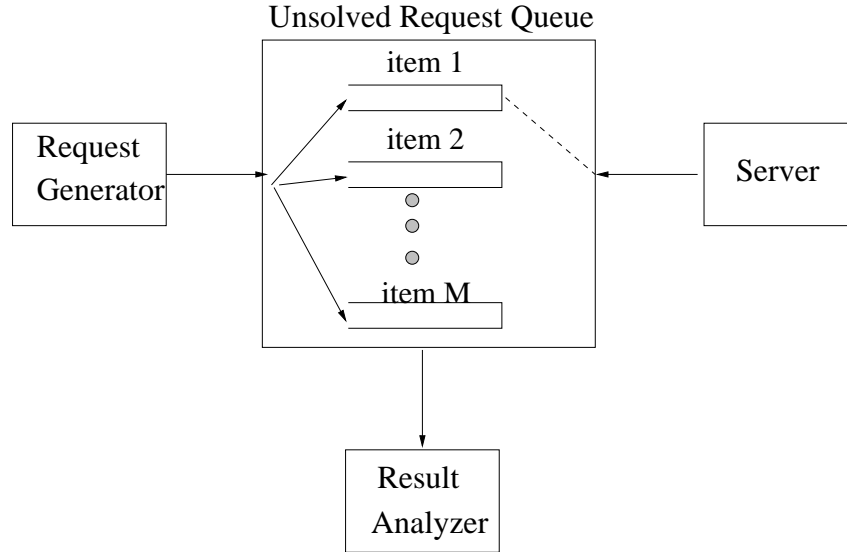 Unsolved Request Queue
item 1
item 2
item M
Request
Generator
Server
Result
Analyzer